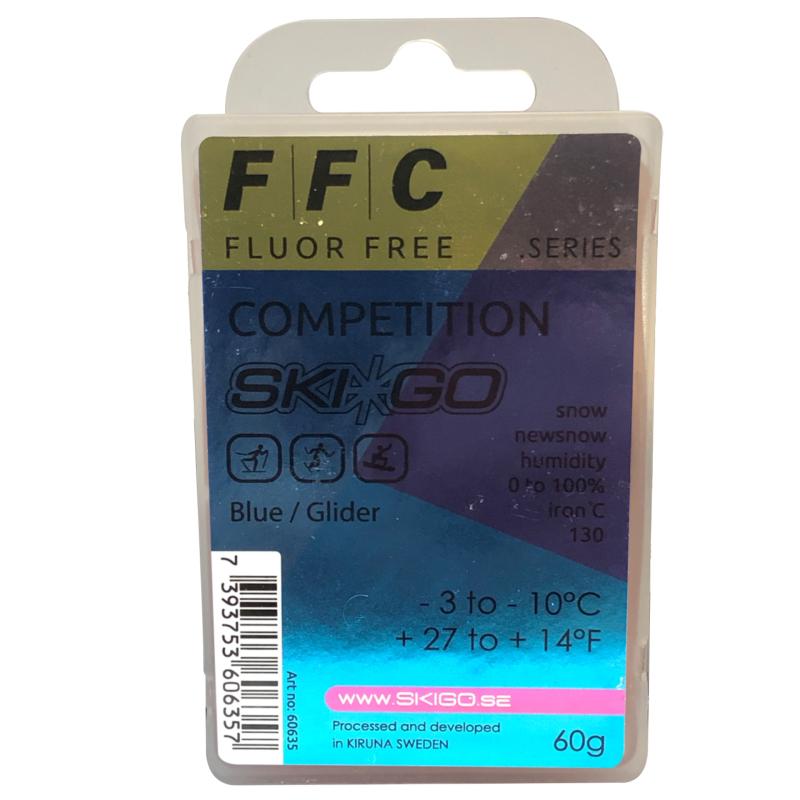 F F C
FLUOR FREE .SERIES
COMPETITION
SKI GO
snow
newsnow
humidity
0 to 100%
iron°C
130
Blue / Glider
- 3 to - 10°C
+ 27 to + 14°F
www.SKIGO.SE
Processed and developed
in KIRUNA SWEDEN
60g
Art no: 60635
7 393753 606357